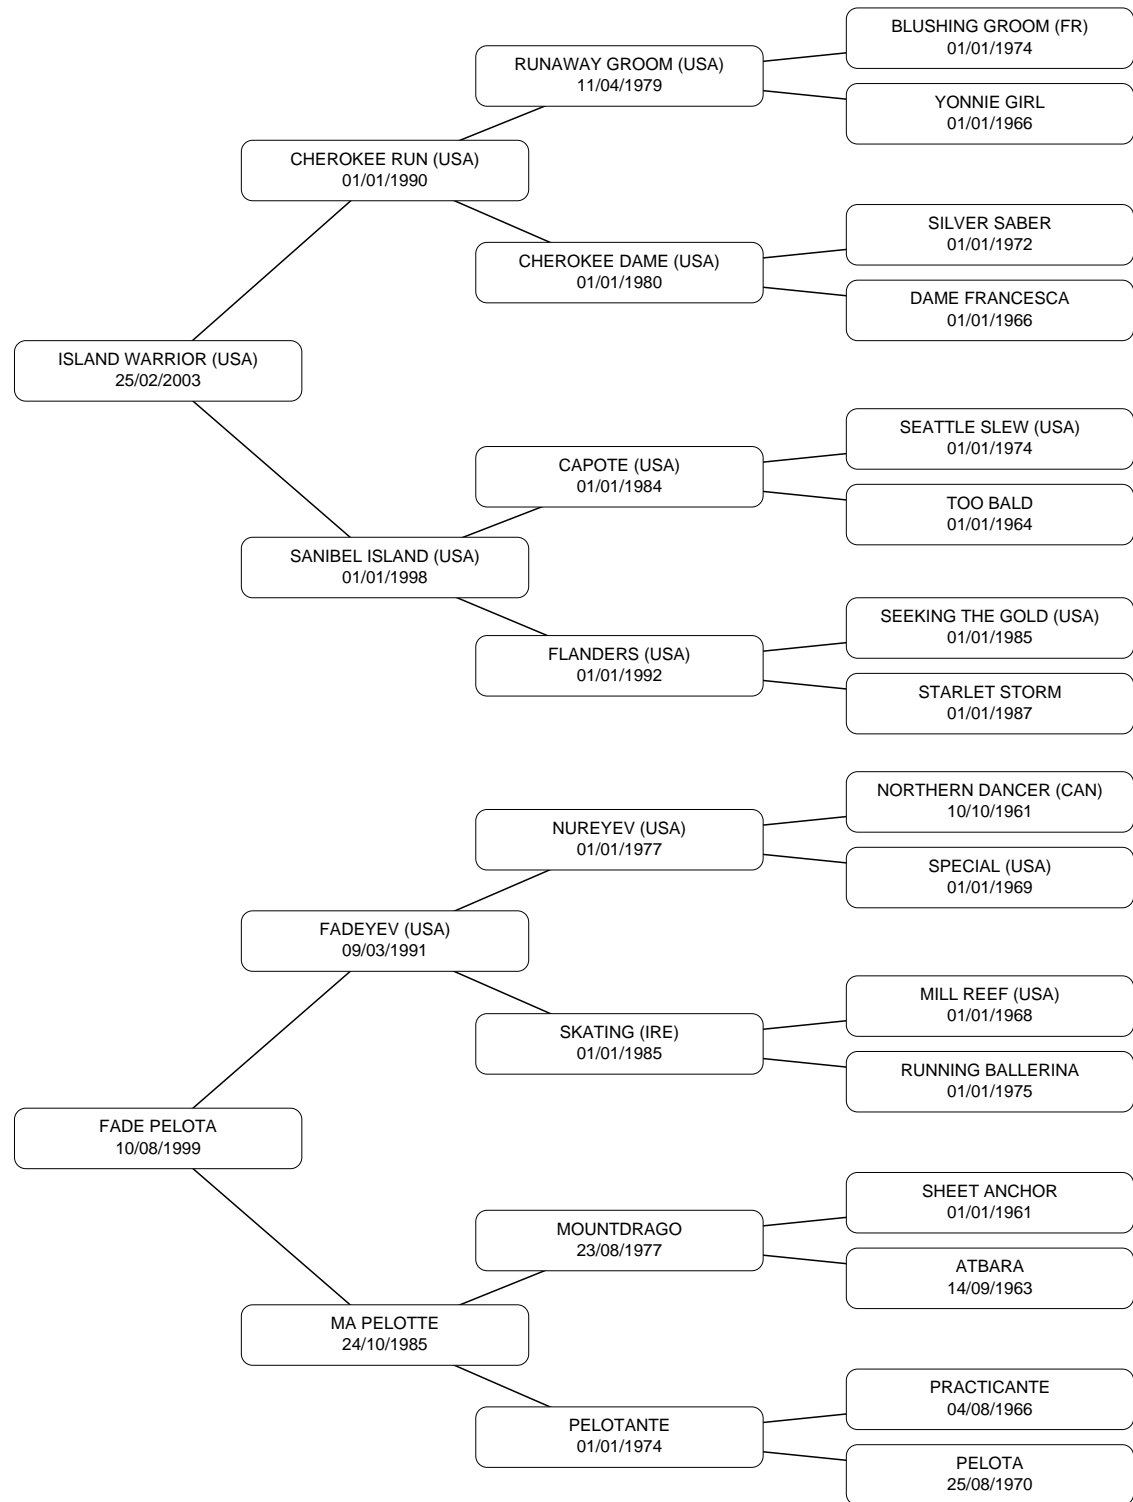 BLUSHING GROOM (FR)
01/01/1974
RUNAWAY GROOM (USA)
11/04/1979
YONNIE GIRL
01/01/1966
CHEROKEE RUN (USA)
01/01/1990
SILVER SABER
01/01/1972
CHEROKEE DAME (USA)
01/01/1980
DAME FRANCESCA
01/01/1966
ISLAND WARRIOR (USA)
25/02/2003
SEATTLE SLEW (USA)
01/01/1974
CAPOTE (USA)
01/01/1984
TOO BALD
01/01/1964
SANIBEL ISLAND (USA)
01/01/1998
SEEKING THE GOLD (USA)
01/01/1985
FLANDERS (USA)
01/01/1992
STARLET STORM
01/01/1987
NORTHERN DANCER (CAN)
10/10/1961
NUREYEV (USA)
01/01/1977
SPECIAL (USA)
01/01/1969
FADEYEV (USA)
09/03/1991
MILL REEF (USA)
01/01/1968
SKATING (IRE)
01/01/1985
RUNNING BALLERINA
01/01/1975
FADE PELOTA
10/08/1999
SHEET ANCHOR
01/01/1961
MOUNTDRAGO
23/08/1977
ATBARA
14/09/1963
MA PELOTTE
24/10/1985
PRACTICANTE
04/08/1966
PELOTANTE
01/01/1974
PELOTA
25/08/1970